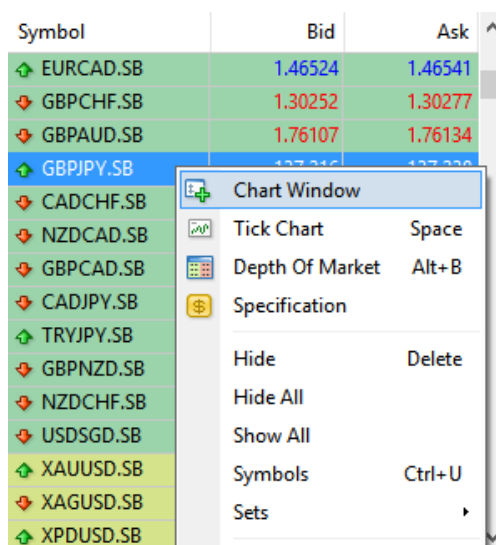 Symbol Bid Ask
EURCAD.SB 1.46524 1.46541
GBPCHF.SB 1.30252 1.30277
GBPAUD.SB 1.76107 1.76134
GBPJPY.SB
Chart Window
CADCHF.SB
NZDCAD.SB Tick Chart Space
GBPCAD.SB Depth Of Market Alt+B
CADJPY.SB Specification
TRYJPY.SB
GBPNZD.SB Hide Delete
NZDCHF.SB Hide All
USDSGD.SB Show All
XAUUSD.SB Symbols Ctrl+U
XAGUSD.SB Sets
XPDUSD.SB